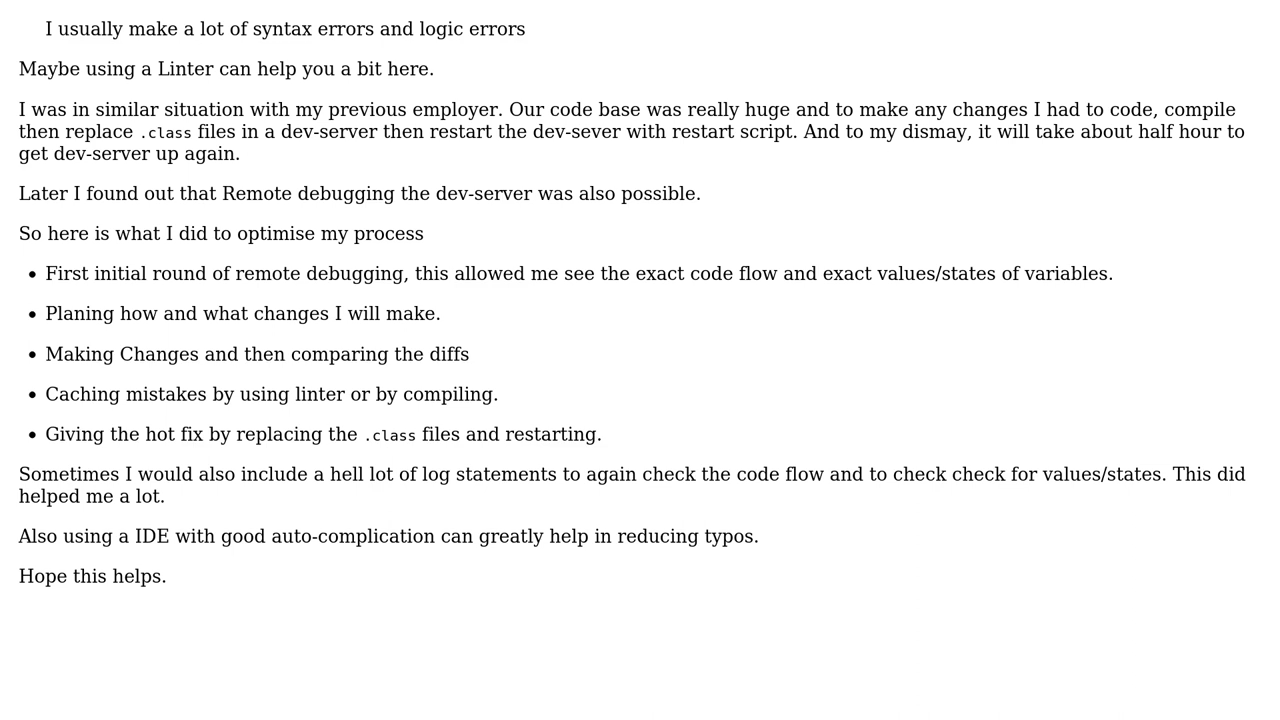 I usually make a lot of syntax errors and logic errors
Maybe using a Linter can help you a bit here.
I was in similar situation with my previous employer. Our code base was really huge and to make any changes I had to code, compile
then replace .class files in a dev-server then restart the dev-sever with restart script. And to my dismay, it will take about half hour to
get dev-server up again.
Later I found out that Remote debugging the dev-server was also possible.
So here is what I did to optimise my process
• First initial round of remote debugging, this allowed me see the exact code flow and exact values/states of variables.
• Planing how and what changes I will make.
• Making Changes and then comparing the diffs
• Caching mistakes by using linter or by compiling.
• Giving the hot fix by replacing the .class files and restarting.
Sometimes I would also include a hell lot of log statements to again check the code flow and to check check for values/states. This did
helped me a lot.
Also using a IDE with good auto-complication can greatly help in reducing typos.
Hope this helps.